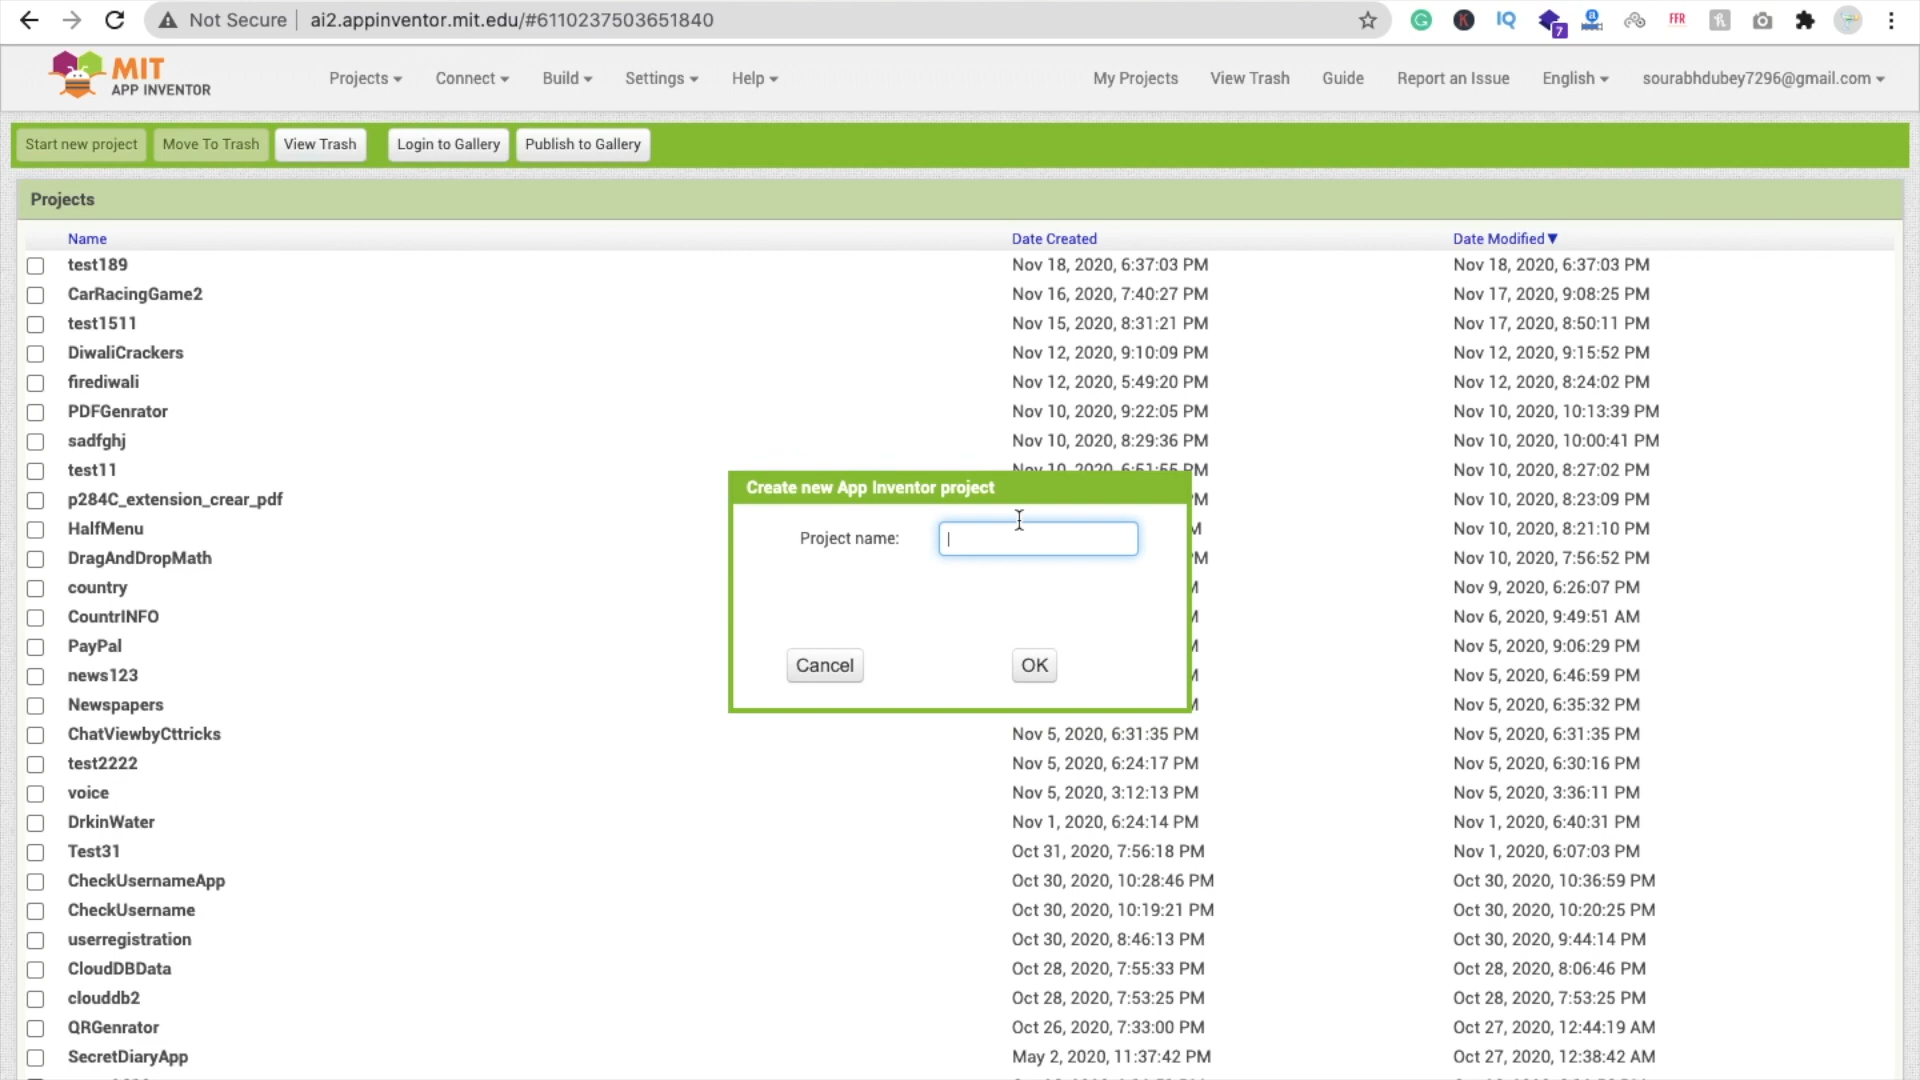 Not Secure ai2.appinventor.mit.edu/#6110237503651840 K IQ 7 a FFR
MIT
APP INVENTOR
Projects Connect Build Settings Help My Projects View Trash Guide Report an Issue English sourabhdubey7296@gmail.com
Start new project Move To Trash View Trash Login to Gallery Publish to Gallery
Projects
Name Date Created Date Modified▼
test189 Nov 18, 2020, 6:37:03 PM Nov 18, 2020, 6:37:03 PM
CarRacingGame2 Nov 16, 2020, 7:40:27 PM Nov 17, 2020, 9:08:25 PM
test1511 Nov 15, 2020, 8:31:21 PM Nov 17, 2020, 8:50:11 PM
DiwaliCrackers Nov 12, 2020, 9:10:09 PM Nov 12, 2020, 9:15:52 PM
firediwali Nov 12, 2020, 5:49:20 PM Nov 12, 2020, 8:24:02 PM
PDFGenrator Nov 10, 2020, 9:22:05 PM Nov 10, 2020, 10:13:39 PM
sadfghj Nov 10, 2020, 8:29:36 PM Nov 10, 2020, 10:00:41 PM
test11 Nov 10, 2020, 6:51:55 PM Nov 10, 2020, 8:27:02 PM
Create new App Inventor project
p284C_extension_crear_pdf M Nov 10, 2020, 8:23:09 PM
HalfMenu M Nov 10, 2020, 8:21:10 PM
Project name:
DragAndDropMath M Nov 10, 2020, 7:56:52 PM
country M Nov 9, 2020, 6:26:07 PM
CountrINFO M Nov 6, 2020, 9:49:51 AM
PayPal M Nov 5, 2020, 9:06:29 PM
Cancel OK
news123 M Nov 5, 2020, 6:46:59 PM
Newspapers M Nov 5, 2020, 6:35:32 PM
ChatViewbyCttricks Nov 5, 2020, 6:31:35 PM Nov 5, 2020, 6:31:35 PM
test2222 Nov 5, 2020, 6:24:17 PM Nov 5, 2020, 6:30:16 PM
voice Nov 5, 2020, 3:12:13 PM Nov 5, 2020, 3:36:11 PM
DrkinWater Nov 1, 2020, 6:24:14 PM Nov 1, 2020, 6:40:31 PM
Test31 Oct 31, 2020, 7:56:18 PM Nov 1, 2020, 6:07:03 PM
CheckUsernameApp Oct 30, 2020, 10:28:46 PM Oct 30, 2020, 10:36:59 PM
CheckUsername Oct 30, 2020, 10:19:21 PM Oct 30, 2020, 10:20:25 PM
userregistration Oct 30, 2020, 8:46:13 PM Oct 30, 2020, 9:44:14 PM
CloudDBData Oct 28, 2020, 7:55:33 PM Oct 28, 2020, 8:06:46 PM
clouddb2 Oct 28, 2020, 7:53:25 PM Oct 28, 2020, 7:53:25 PM
QRGenrator Oct 26, 2020, 7:33:00 PM Oct 27, 2020, 12:44:19 AM
SecretDiaryApp May 2, 2020, 11:37:42 PM Oct 27, 2020, 12:38:42 AM